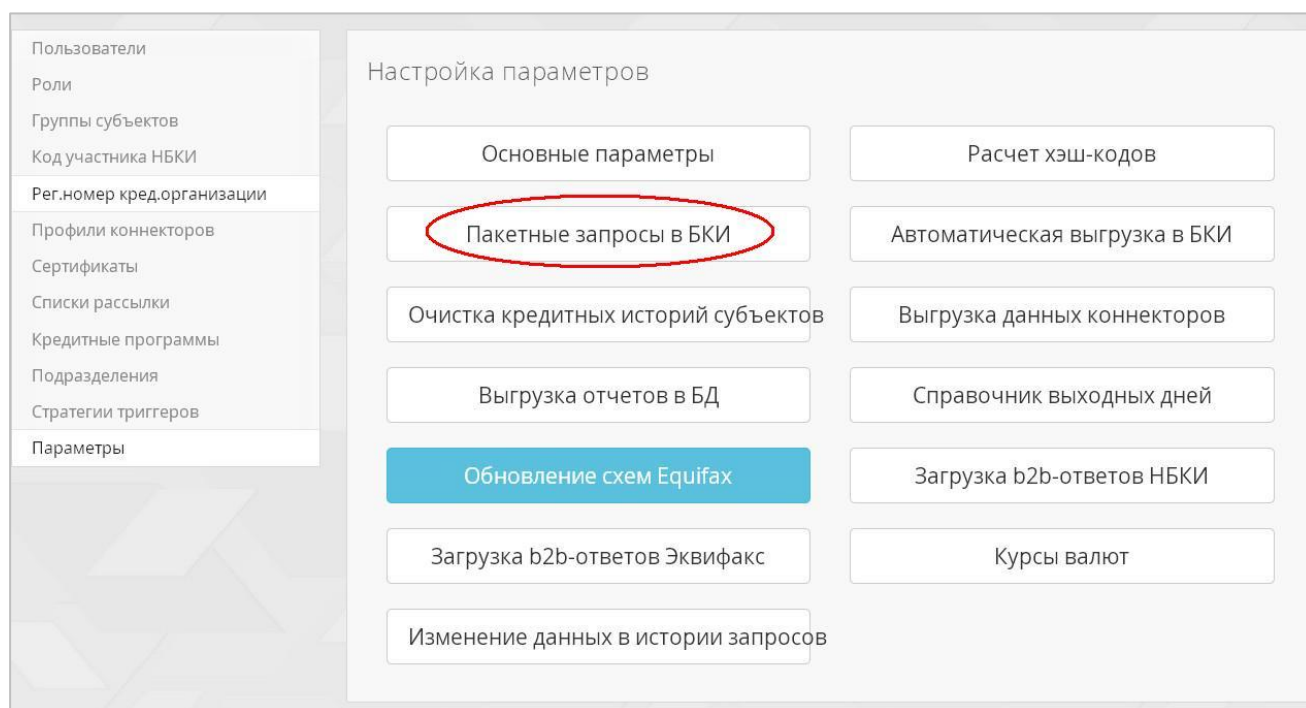 Пользователи
Роли
Группы субъектов
Код участника НБКИ
Рег.номер кред.организации
Профили коннекторов
Сертификаты
Списки рассылки
Кредитные программы
Подразделения
Стратегии триггеров
Параметры
Настройка параметров
Основные параметры
Расчет хэш-кодов
Пакетные запросы в БКИ
Автоматическая выгрузка в БКИ
Очистка кредитных историй субъектов
Выгрузка данных коннекторов
Выгрузка отчетов в БД
Справочник выходных дней
Обновление схем Equifax
Загрузка b2b-ответов НБКИ
Загрузка b2b-ответов Эквифакс
Курсы валют
Изменение данных в истории запросов